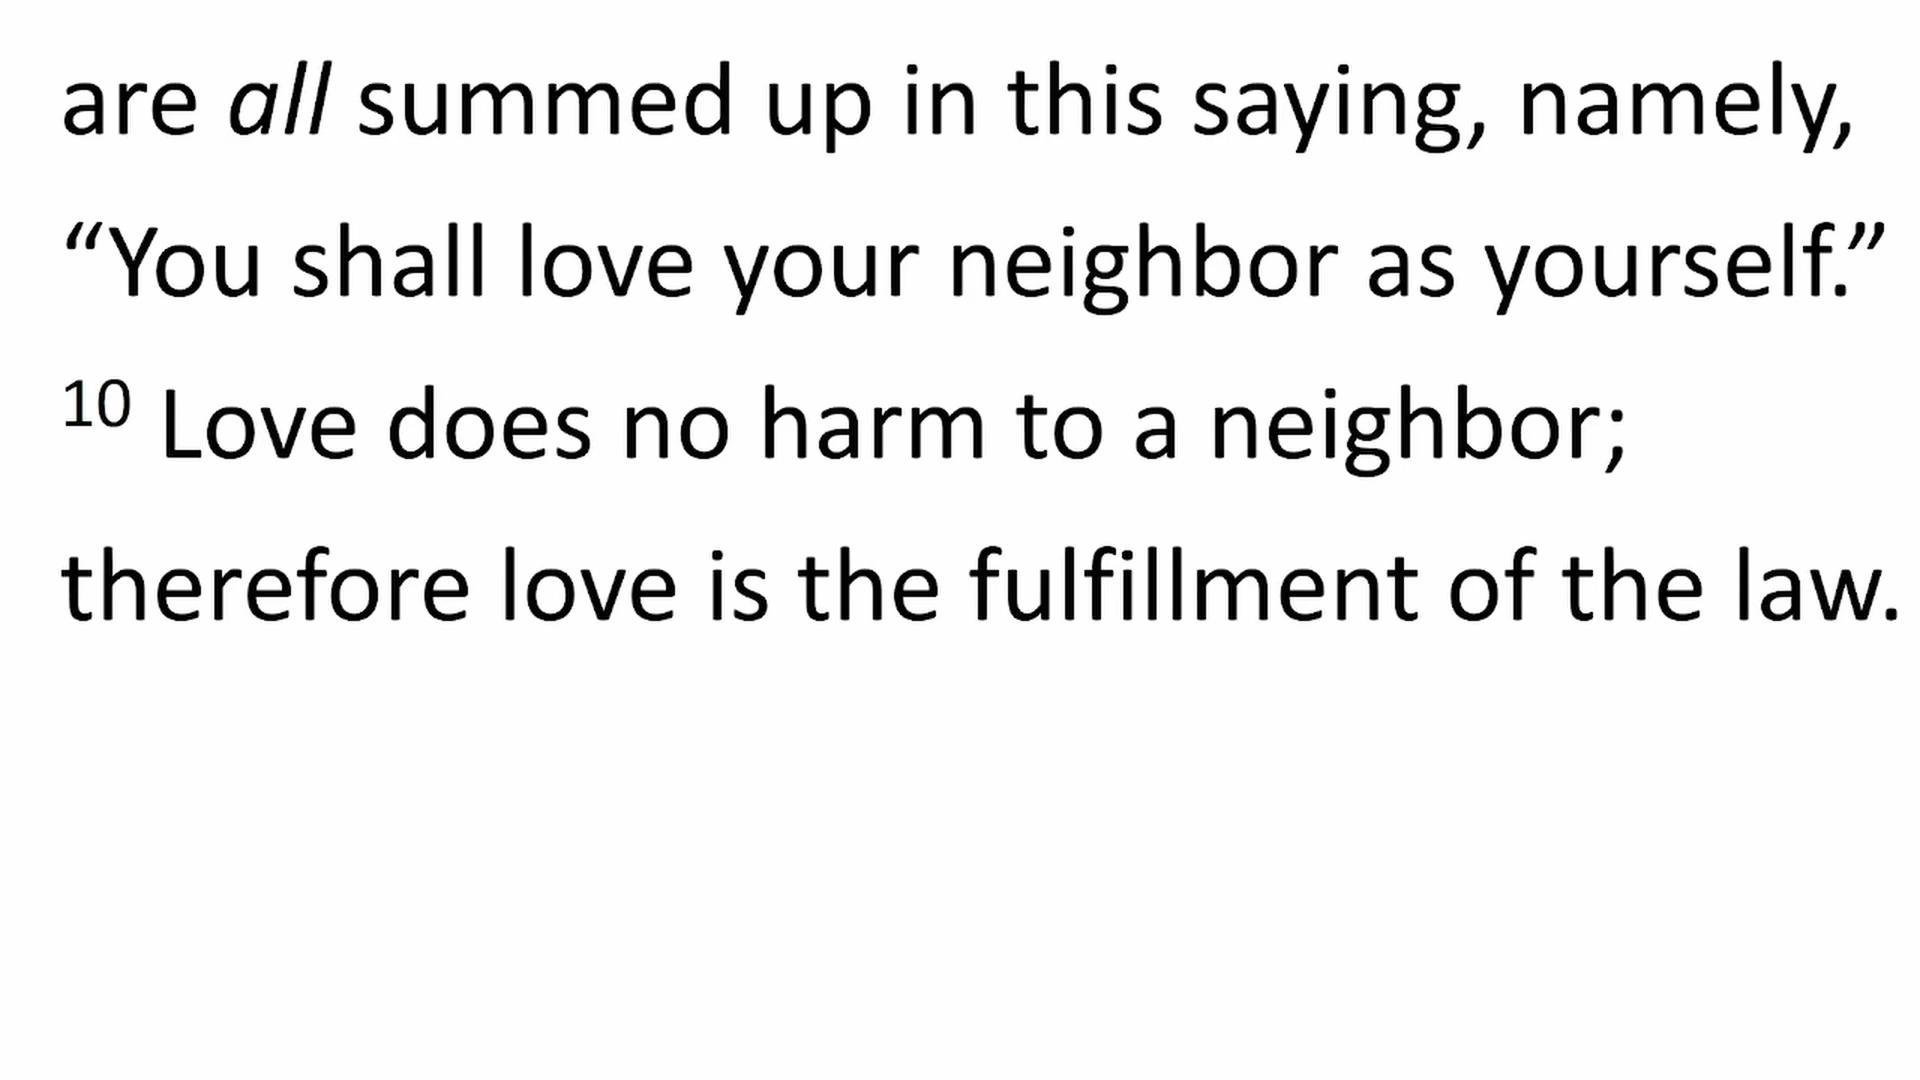 are all summed up in this saying, namely,
“You shall love your neighbor as yourself.”
10 Love does no harm to a neighbor;
therefore love is the fulfillment of the law.